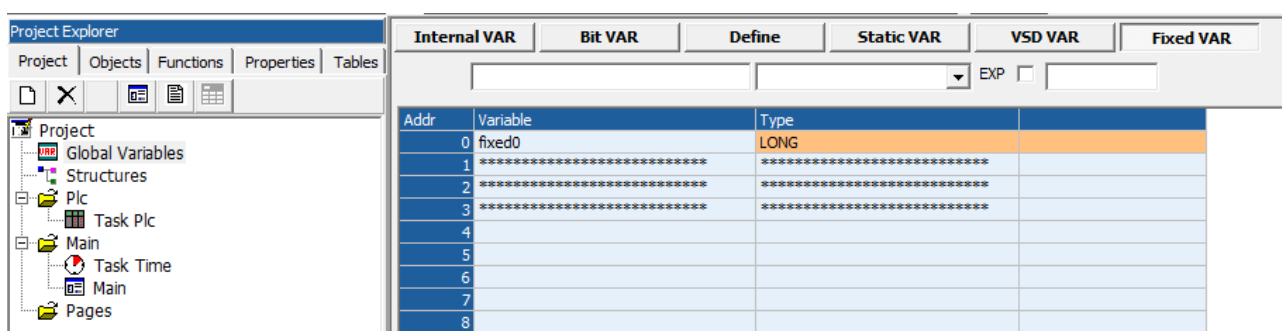 Project Explorer
Project Objects Functions Properties Tables
Project
VAR Global Variables
Structures
Plc
Task Plc
Main
Task Time
Main
Pages
Internal VAR Bit VAR Define Static VAR VSD VAR Fixed VAR
EXP
Addr Variable Type
0 fixed0 LONG
1 *************************** ***************************
2 *************************** ***************************
3 *************************** ***************************
4
5
6
7
8